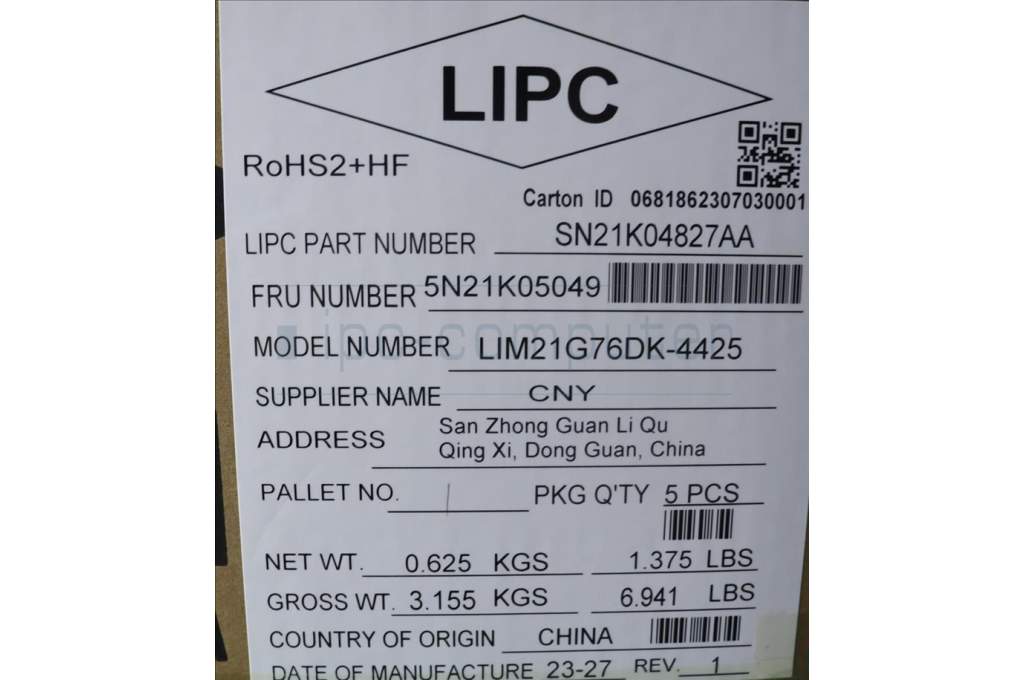 LIPC
RoHS2+HF
Carton ID 0681862307030001
LIPC PART NUMBER SN21K04827AA
FRU NUMBER 5N21K05049
ipc computer
MODEL NUMBER LIM21G76DK-4425
SUPPLIER NAME CNY
ADDRESS San Zhong Guan Li Qu
Qing Xi, Dong Guan, China
PALLET NO. | PKG Q'TY 5 PCS
NET WT. 0.625 KGS 1.375 LBS
GROSS WT. 3.155 KGS 6.941 LBS
COUNTRY OF ORIGIN CHINA
DATE OF MANUFACTURE 23-27 REV. 1